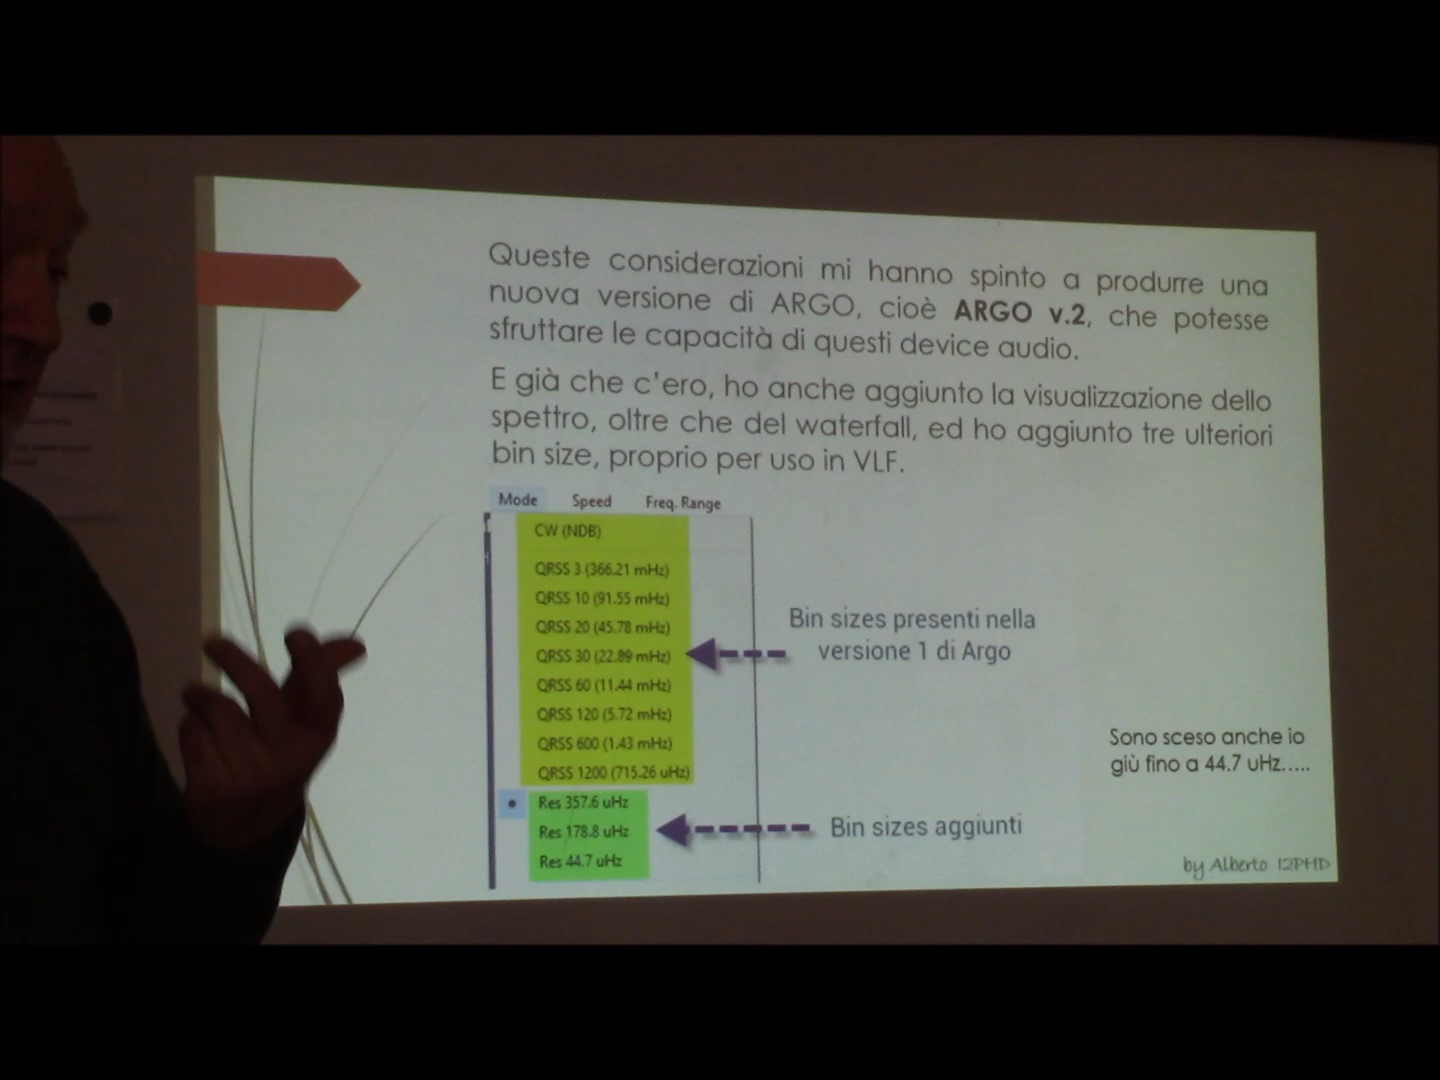 Queste considerazioni mi hanno spinto a produrre una
nuova versione di ARGO, cioè ARGO v.2, che potesse
sfruttare le capacità di questi device audio.
E già che c'ero, ho anche aggiunto la visualizzazione dello
spettro, oltre che del waterfall, ed ho aggiunto tre ulteriori
bin size, proprio per uso in VLF.
Mode Speed Freq. Range
CW (NDB)
QRSS 3 (366.21 mHz)
QRSS 10 (91.55 mHz)
QRSS 20 (45.78 mHz)
QRSS 30 (22.89 mHz)
QRSS 60 (11.44 mHz)
QRSS 120 (5.72 mHz)
QRSS 600 (1.43 mHz)
QRSS 1200 (715.26 uHz)
Res 357.6 uHz
Res 178.8 uHz
Res 44.7 uHz
Bin sizes presenti nella
versione 1 di Argo
Bin sizes aggiunti
Sono sceso anche io
giù fino a 44.7 uHz.....
by Alberto I2PHD